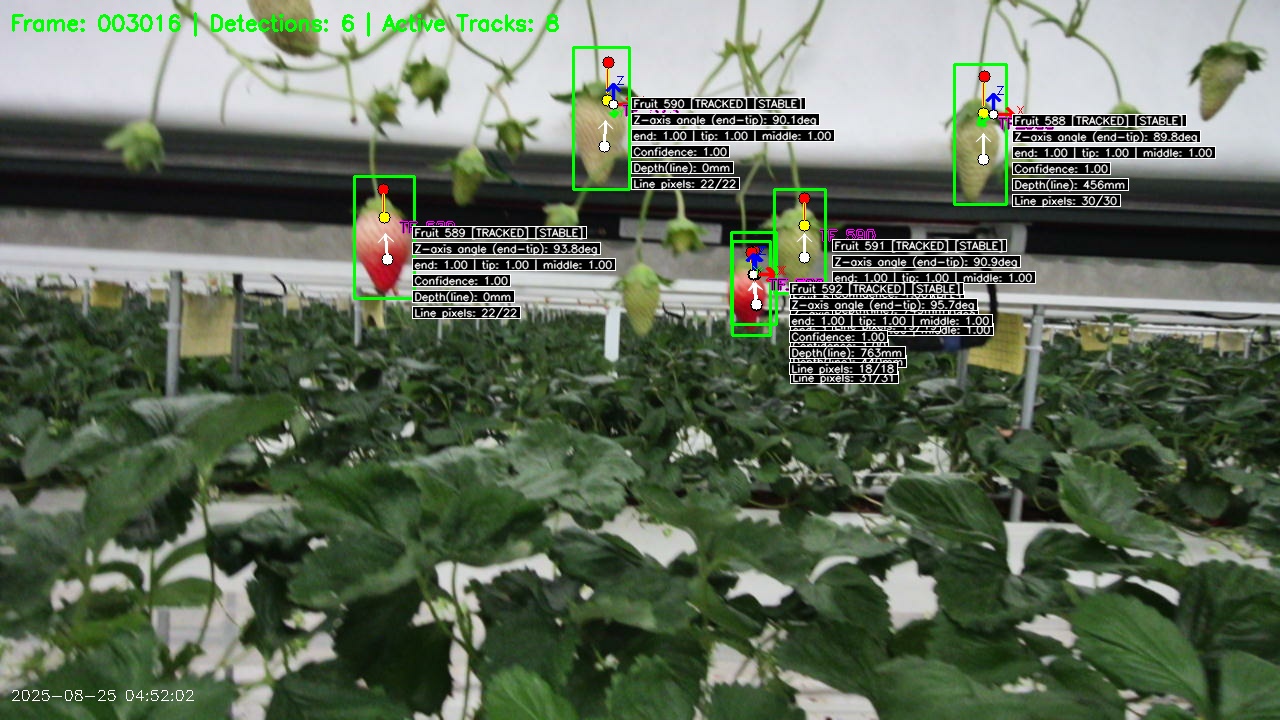 Frame: 003016 | Detections: 6 | Active Tracks: 8
Fruit 590 [TRACKED] [STABLE]
Z-axis angle (end-tip): 90.1deg
end: 1.00 | tip: 1.00 | middle: 1.00
Confidence: 1.00
Depth(line): 0mm
Line pixels: 22/22
Z
X
Fruit 588 [TRACKED] [STABLE]
Z-axis angle (end-tip): 89.8deg
end: 1.00 | tip: 1.00 | middle: 1.00
Confidence: 1.00
Depth(line): 456mm
Line pixels: 30/30
Fruit 589 [TRACKED] [STABLE]
Z-axis angle (end-tip): 93.8deg
end: 1.00 | tip: 1.00 | middle: 1.00
Confidence: 1.00
Depth(line): 0mm
Line pixels: 22/22
Fruit 591 [TRACKED] [STABLE]
Z-axis angle (end-tip): 90.9deg
end: 1.00 | tip: 1.00 | middle: 1.00
Fruit 592 [TRACKED] [STABLE]
Z-axis angle (end-tip): 95.7deg
end: 1.00 | tip: 1.00 | middle: 1.00
Confidence: 1.00
Depth(line): 763mm
Line pixels: 18/18
Line pixels: 31/31
2025-08-25 04:52:02